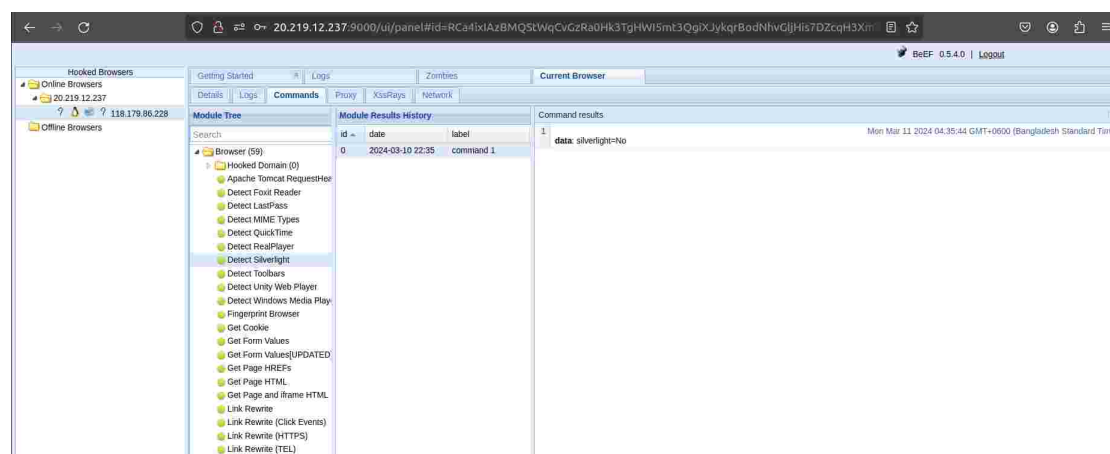 20.219.12.237:9000/ui/panel#id=
BeEF 0.5.4.0 | Logout
Hooked Browsers
Online Browsers
20.219.12.237
? ? 118.179.86.228
Offline Browsers
Getting Started Logs Zombies Current Browser
Details Logs Commands Proxy XssRays Network
Module Tree
Search
Browser (59)
Hooked Domain (0)
Apache Tomcat RequestHea
Detect Foxit Reader
Detect LastPass
Detect MIME Types
Detect QuickTime
Detect RealPlayer
Detect Silverlight
Detect Toolbars
Detect Unity Web Player
Detect Windows Media Play
Fingerprint Browser
Get Cookie
Get Form Values
Get Form Values[UPDATED]
Get Page HREFs
Get Page HTML
Get Page and iframe HTML
Link Rewrite
Link Rewrite (Click Events)
Link Rewrite (HTTPS)
Link Rewrite (TEL)
Module Results History
id date label
0 2024-03-10 22:35 command 1
Command results
1 Mon Mar 11 2024 04:35:44 GMT+0600 (Bangladesh Standard Tim
data: silverlight=No